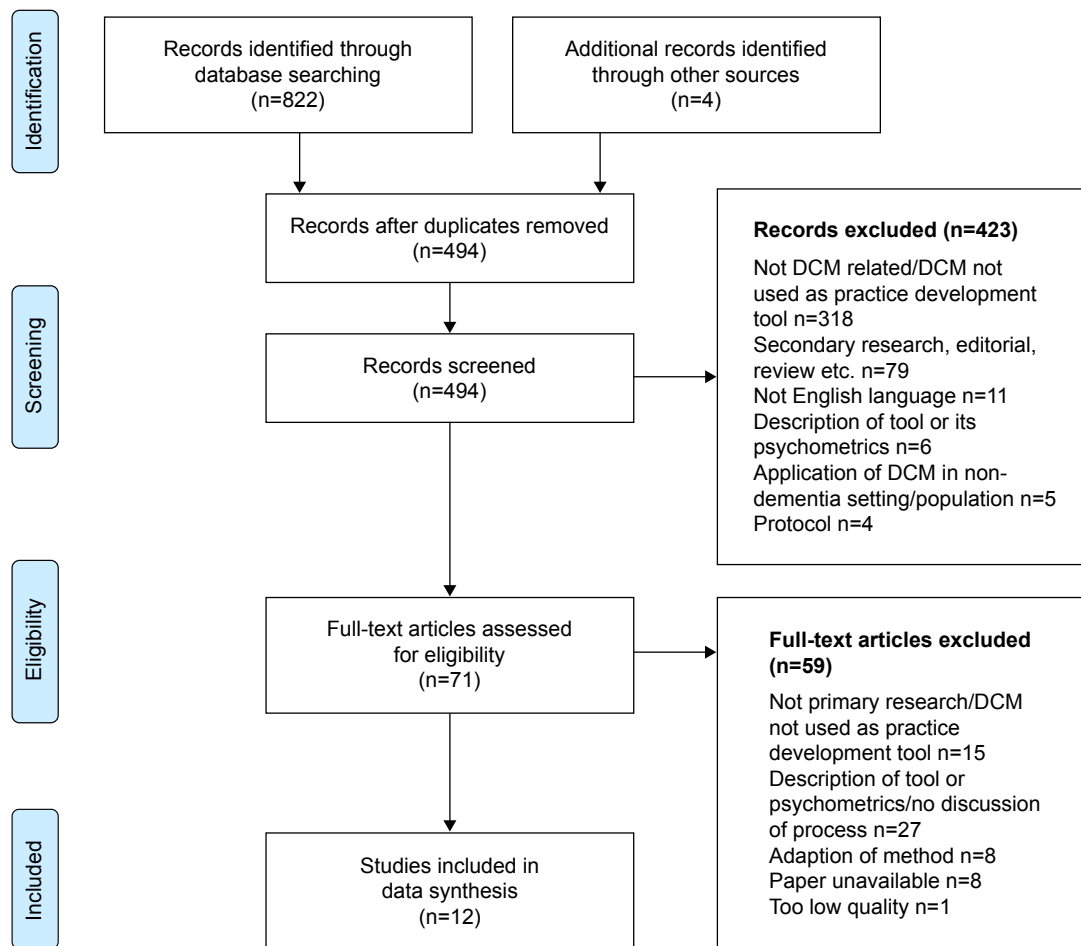 Identification
Records identified through
database searching
(n=822)
Additional records identified
through other sources
(n=4)
Records after duplicates removed
(n=494)
Screening
Records screened
(n=494)
Records excluded (n=423)
Not DCM related/DCM not
used as practice development
tool n=318
Secondary research, editorial,
review etc. n=79
Not English language n=11
Description of tool or its
psychometrics n=6
Application of DCM in non-
dementia setting/population n=5
Protocol n=4
Eligibility
Full-text articles assessed
for eligibility
(n=71)
Full-text articles excluded
(n=59)
Not primary research/DCM
not used as practice
development tool n=15
Description of tool or
psychometrics/no discussion
of process n=27
Adaption of method n=8
Paper unavailable n=8
Too low quality n=1
Included
Studies included in
data synthesis
(n=12)